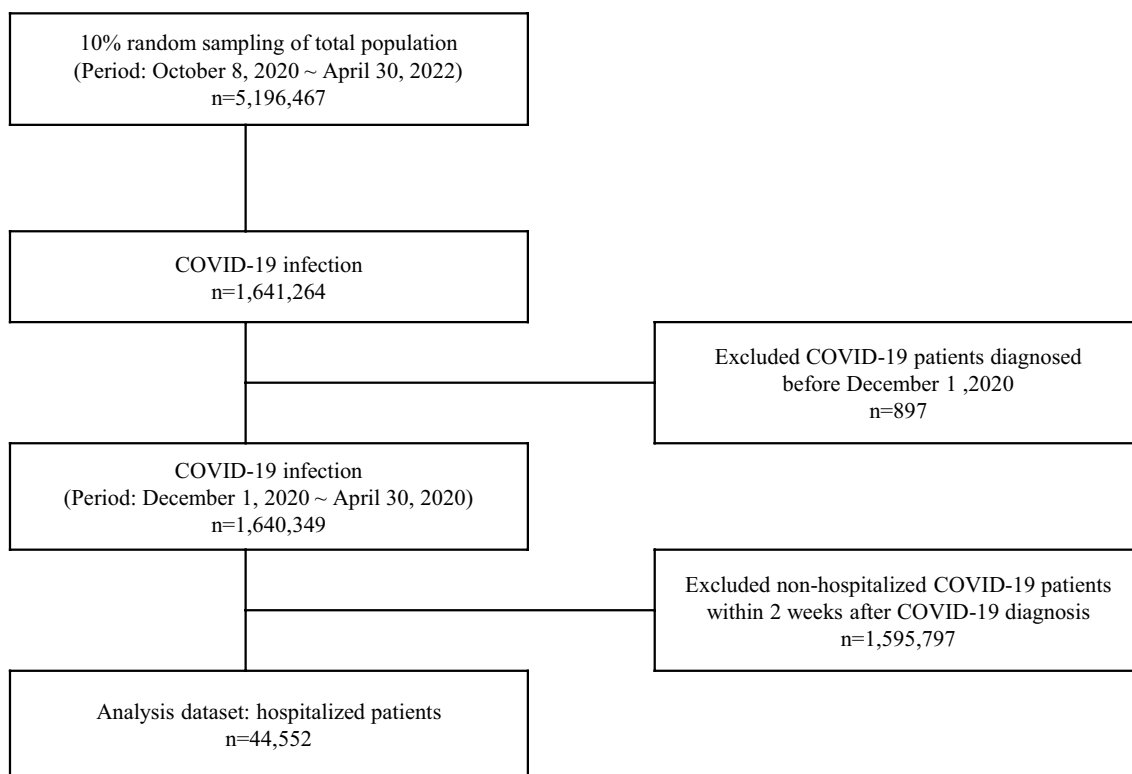 10% random sampling of total population
(Period: October 8, 2020 ~ April 30, 2022)
n=5,196,467
COVID-19 infection
n=1,641,264
Excluded COVID-19 patients diagnosed
before December 1 ,2020
n=897
COVID-19 infection
(Period: December 1, 2020 ~ April 30, 2020)
n=1,640,349
Excluded non-hospitalized COVID-19 patients
within 2 weeks after COVID-19 diagnosis
n=1,595,797
Analysis dataset: hospitalized patients
n=44,552